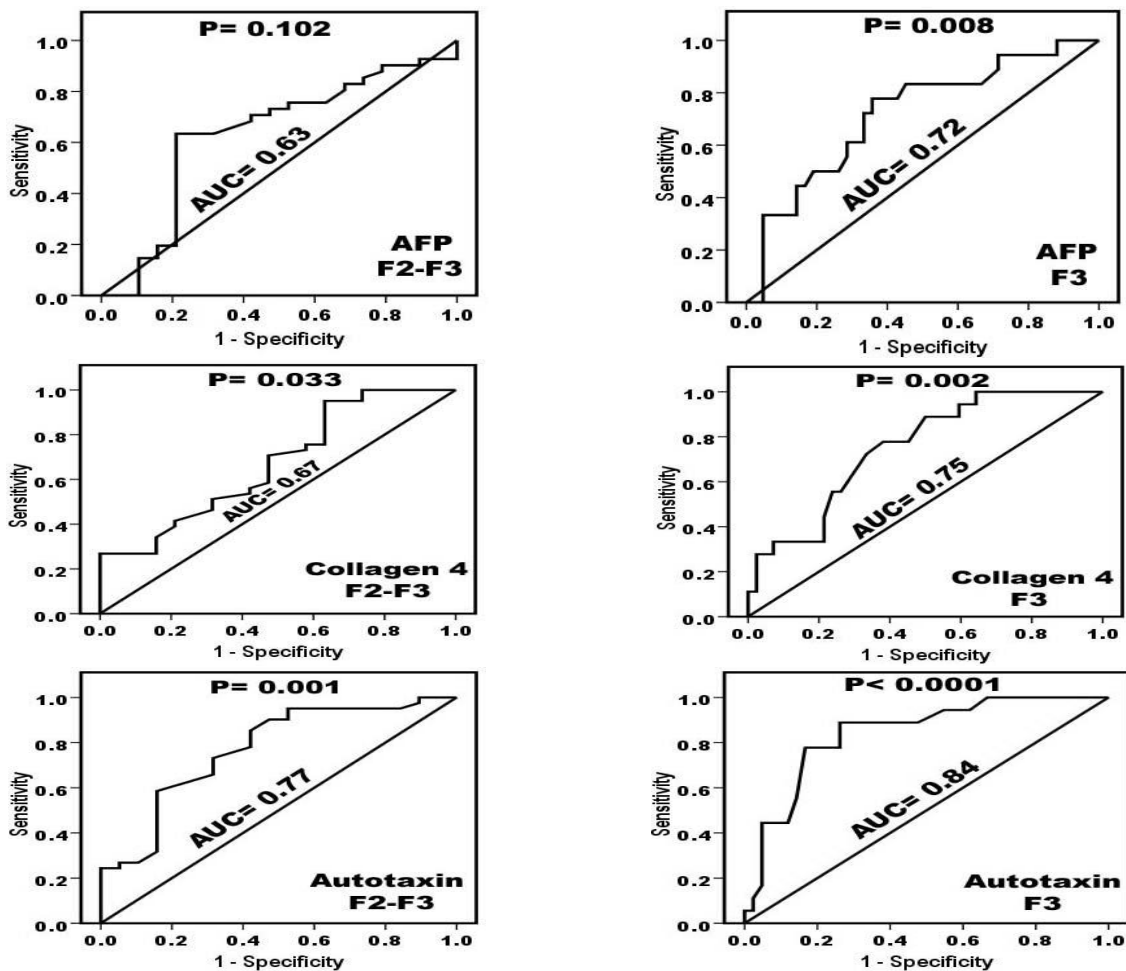 P= 0.102
1.0
0.8
0.6
0.4
0.2
0.0
Sensitivity
AUC= 0.63
AFP
F2-F3
0.0 0.2 0.4 0.6 0.8 1.0
1 - Specificity
P= 0.008
1.0
0.8
0.6
0.4
0.2
0.0
Sensitivity
AUC= 0.72
AFP
F3
0.0 0.2 0.4 0.6 0.8 1.0
1 - Specificity
P= 0.033
1.0
0.8
0.6
0.4
0.2
0.0
Sensitivity
AUC= 0.67
Collagen 4
F2-F3
0.0 0.2 0.4 0.6 0.8 1.0
1 - Specificity
P= 0.002
1.0
0.8
0.6
0.4
0.2
0.0
Sensitivity
AUC= 0.75
Collagen 4
F3
0.0 0.2 0.4 0.6 0.8 1.0
1 - Specificity
P= 0.001
1.0
0.8
0.6
0.4
0.2
0.0
Sensitivity
AUC= 0.77
Autotaxin
F2-F3
0.0 0.2 0.4 0.6 0.8 1.0
1 - Specificity
P< 0.0001
1.0
0.8
0.6
0.4
0.2
0.0
Sensitivity
AUC= 0.84
Autotaxin
F3
0.0 0.2 0.4 0.6 0.8 1.0
1 - Specificity